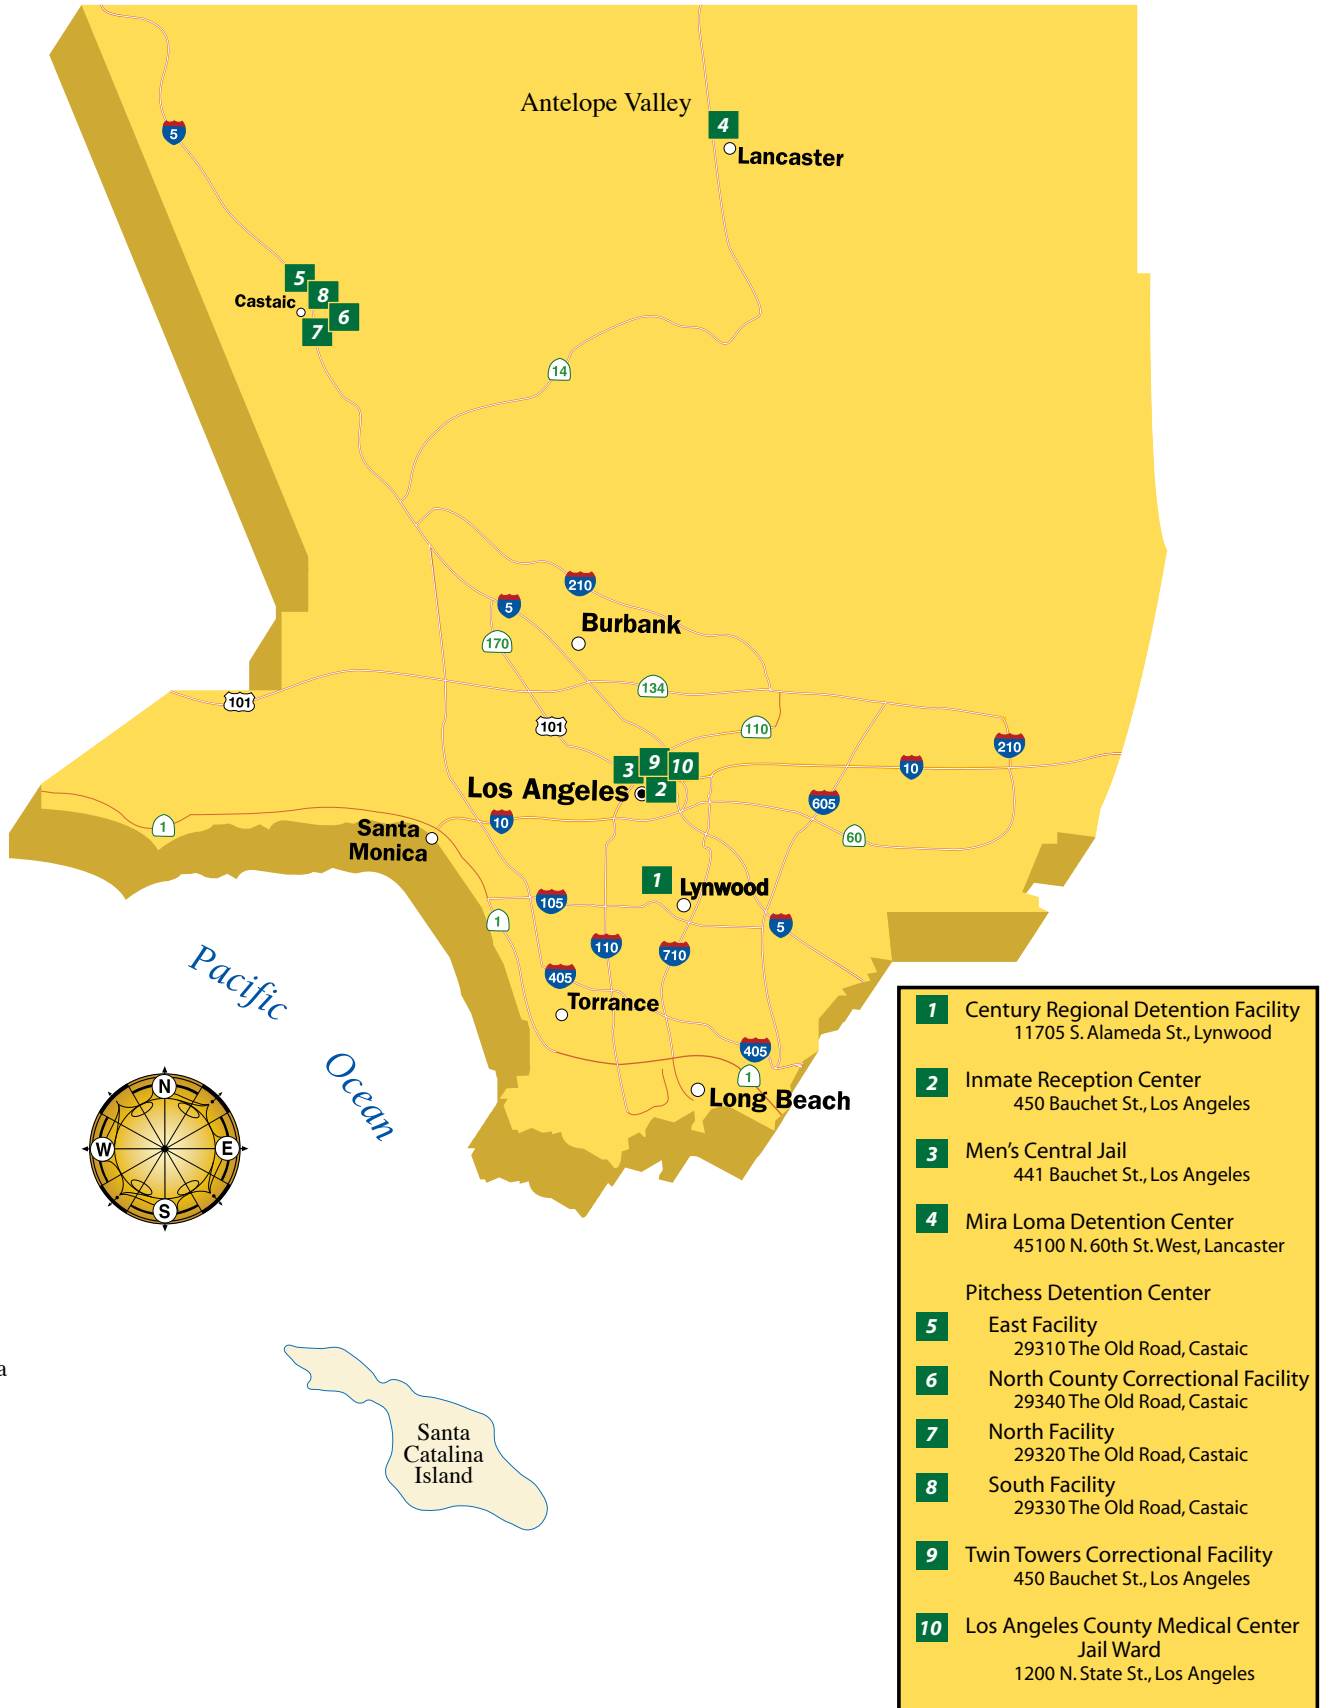 Antelope Valley
4
Lancaster
5
5
8
Castaic
6
7
14
210
5
Burbank
170
134
101
101
110
210
9
3
10
10
Los Angeles
2
605
10
1
60
Santa
Monica
1
Lynwood
105
1
5
110
710
Pacific
405
Torrance
Ocean
405
1
Long Beach
N
W
E
S
a
Santa
Catalina
Island
1 Century Regional Detention Facility
11705 S. Alameda St., Lynwood
2 Inmate Reception Center
450 Bauchet St., Los Angeles
3 Men's Central Jail
441 Bauchet St., Los Angeles
4 Mira Loma Detention Center
45100 N. 60th St. West, Lancaster
Pitchess Detention Center
5 East Facility
29310 The Old Road, Castaic
6 North County Correctional Facility
29340 The Old Road, Castaic
7 North Facility
29320 The Old Road, Castaic
8 South Facility
29330 The Old Road, Castaic
9 Twin Towers Correctional Facility
450 Bauchet St., Los Angeles
10 Los Angeles County Medical Center
Jail Ward
1200 N. State St., Los Angeles